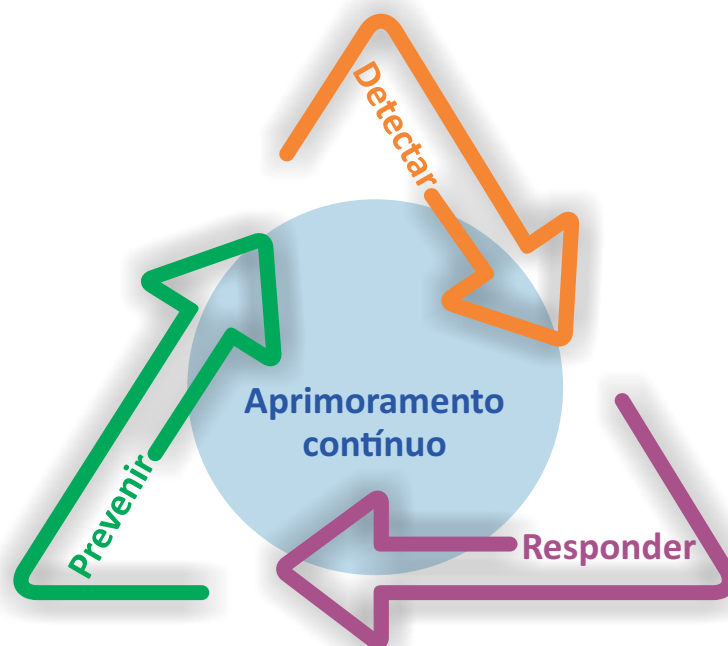 Detectar
Aprimoramento
contínuo
Prevenir
Responder